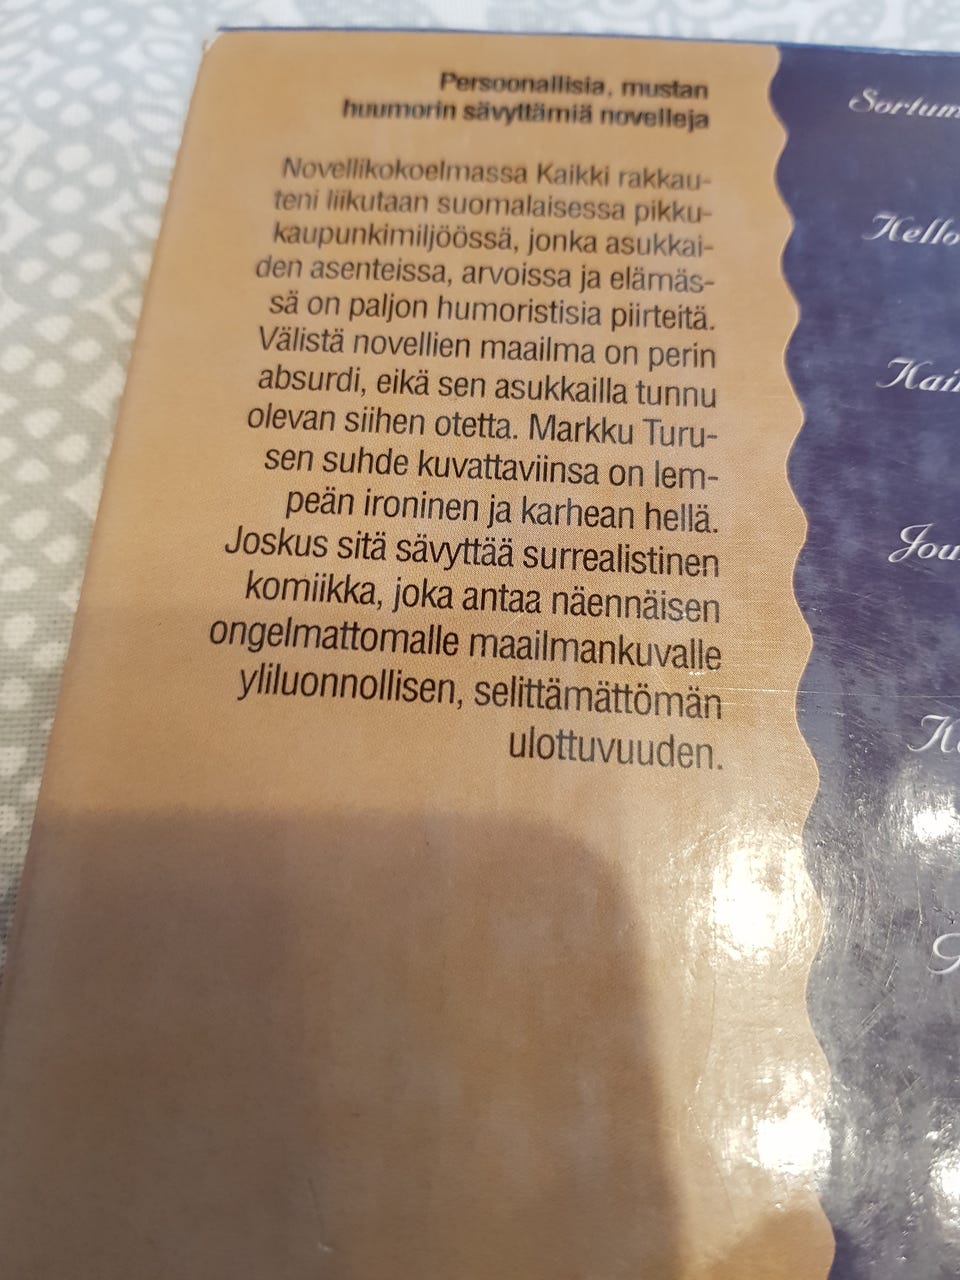 Persoonallisia, mustan
huumorin sävyttämiä novelleja
Novellikokoelmassa Kaikki rakkau-
teni liikutaan suomalaisessa pikku-
kaupunkimiljöössä, jonka asukkai-
den asenteissa, arvoissa ja elämäs-
sä on paljon humoristisia piirteitä.
Välistä novellien maailma on perin
absurdi, eikä sen asukkailla tunnu
olevan siihen otetta. Markku Turu-
sen suhde kuvattaviinsa on lem-
peän ironinen ja karhean hellä.
Joskus sitä sävyttää surrealistinen
komiikka, joka antaa näennäisen
ongelmattomalle maailmankuvalle
yliluonnollisen, selittämättömän
ulottuvuuden.